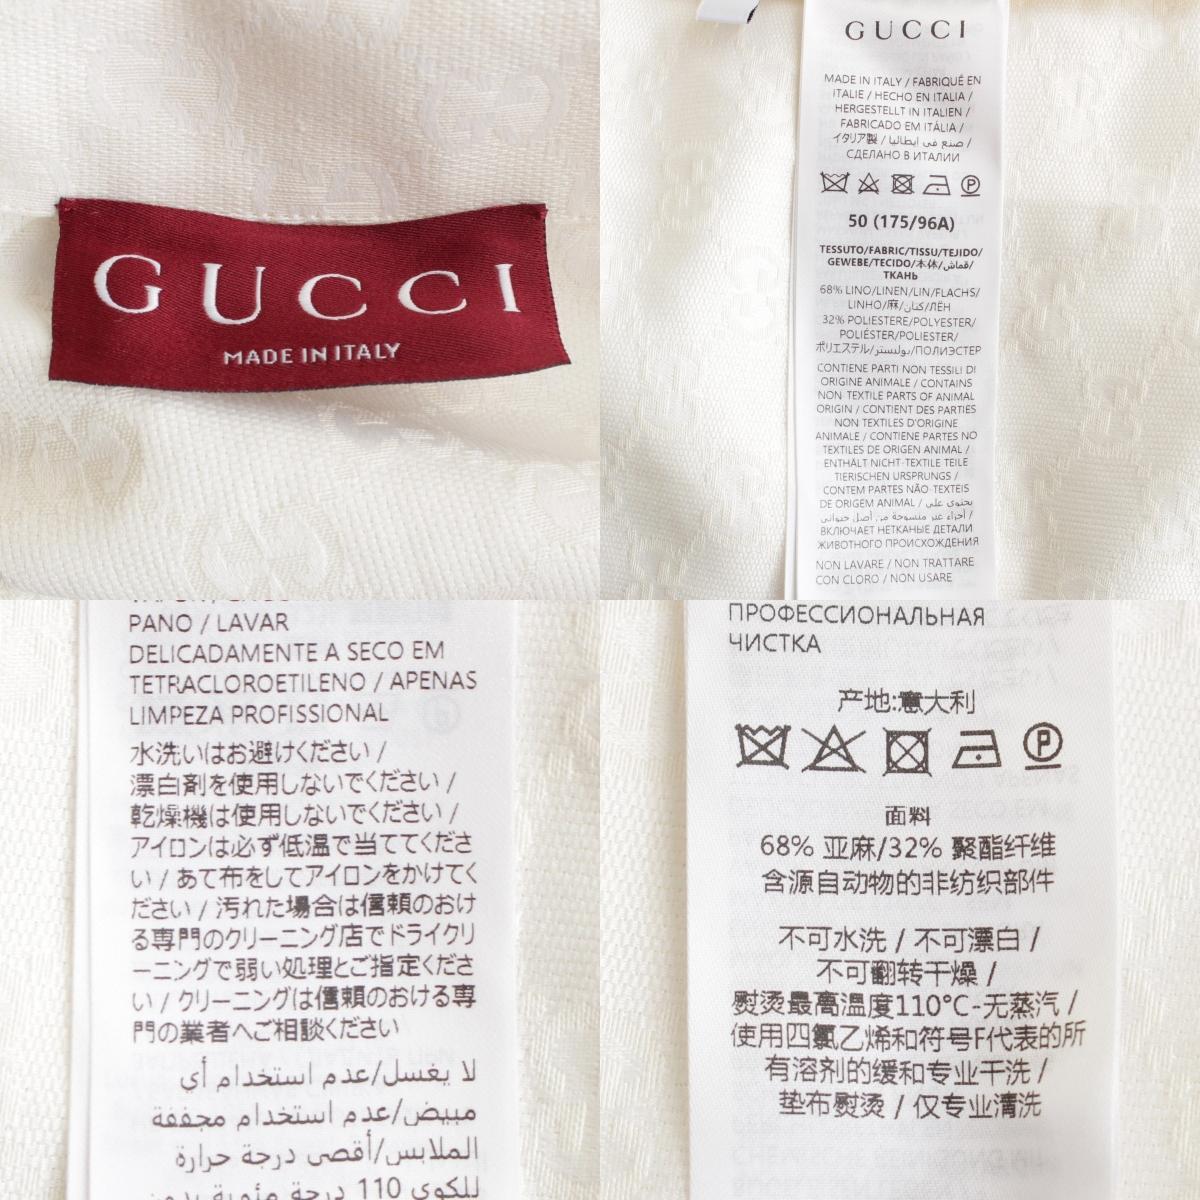 GUCCI
MADE IN ITALY
GUCCI
MADE IN ITALY / FABRIQUÉ EN
ITALIE / HECHO EN ITALIA /
HERGESTELLT IN ITALIEN /
FABRICADO EM ITÁLIA /
イタリア製 / صنع في ايطاليا /
СДЕЛАНО В ИТАЛИИ
50 (175/96A)
TESSUTO/FABRIC/TISSU/TEJIDO/
GEWEBE/TECIDO/本体/قماش/
ТКАНЬ
68% LINO/LINEN/LIN/FLACHS/
LINHO/麻/كتان/ЛЁН
32% POLIESTERE/POLYESTER/
POLIÉSTER/POLIESTER/
ポリエステル/بوليستر/ПОЛИЭСТЕР
CONTIENE PARTI NON TESSILI DI
ORIGINE ANIMALE / CONTAINS
NON-TEXTILE PARTS OF ANIMAL
ORIGIN / CONTIENT DES PARTIES
NON TEXTILES D'ORIGINE
ANIMALE / CONTIENE PARTES NO
TEXTILES DE ORIGEN ANIMAL /
ENTHÄLT NICHT-TEXTILE TEILE
TIERISCHEN URSPRUNGS /
CONTEM PARTES NÃO-TEXTEIS
DE ORIGEM ANIMAL / يحتوي على
أجزاء غير منسوجة من أصل حيواني /
ВКЛЮЧАЕТ НЕТКАНЫЕ ДЕТАЛИ
ЖИВОТНОГО ПРОИСХОЖДЕНИЯ
NON LAVARE / NON TRATTARE
CON CLORO / NON USARE
PANO / LAVAR
DELICADAMENTE A SECO EM
TETRACLOROETILENO / APENAS
LIMPEZA PROFISSIONAL
水洗いはお避けください /
漂白剤を使用しないでください /
乾燥機は使用しないでください /
アイロンは必ず低温で当ててくださ
い / あて布をしてアイロンをかけてく
ださい / 汚れた場合は信頼のおけ
る専門のクリーニング店でドライクリ
ーニングで弱い処理とご指定くださ
い / クリーニングは信頼のおける専
門の業者へご相談ください
لا يغسل/عدم استخدام أي
مبيض/عدم استخدام مجففة
الملابس/أقصى درجة حرارة
للكوي 110 درجة مئوية بدون
ПРОФЕССИОНАЛЬНАЯ
ЧИСТКА
产地:意大利
P
面料
68% 亚麻/32% 聚酯纤维
含源自动物的非纺织部件
不可水洗 / 不可漂白 /
不可翻转干燥 /
熨烫最高温度110°C-无蒸汽 /
使用四氯乙烯和符号F代表的所
有溶剂的缓和专业干洗 /
垫布熨烫 / 仅专业清洗